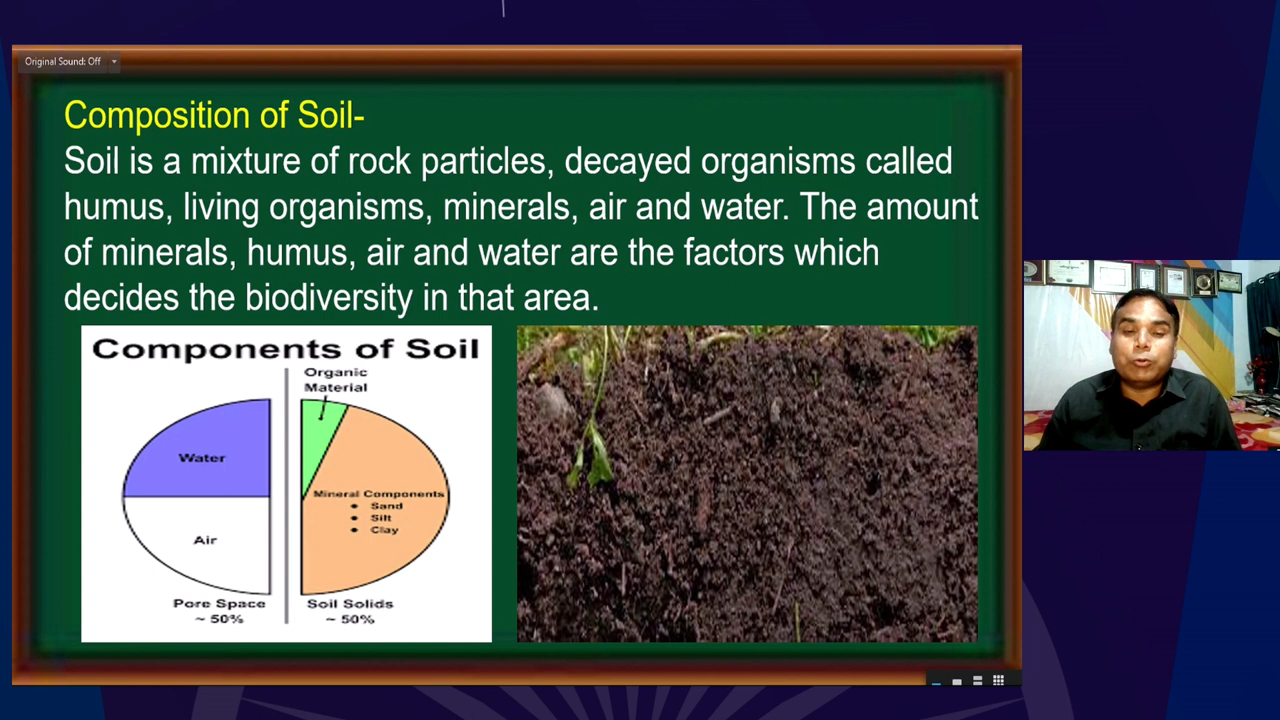 Original Sound: Off
Composition of Soil-
Soil is a mixture of rock particles, decayed organisms called
humus, living organisms, minerals, air and water. The amount
of minerals, humus, air and water are the factors which
decides the biodiversity in that area.
Components of Soil
Organic
Material
Water
Air
Mineral Components
Sand
Silt
Clay
Pore Space
~ 50%
Soil Solids
~ 50%